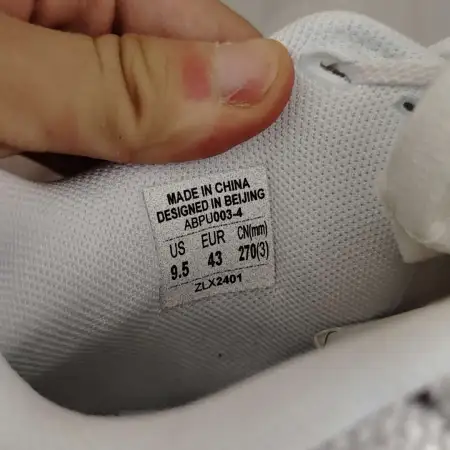 MADE IN CHINA
DESIGNED IN BEIJING
ABPU003-4
US EUR CN(mm)
9.5 43 270(3)
ZLX2401